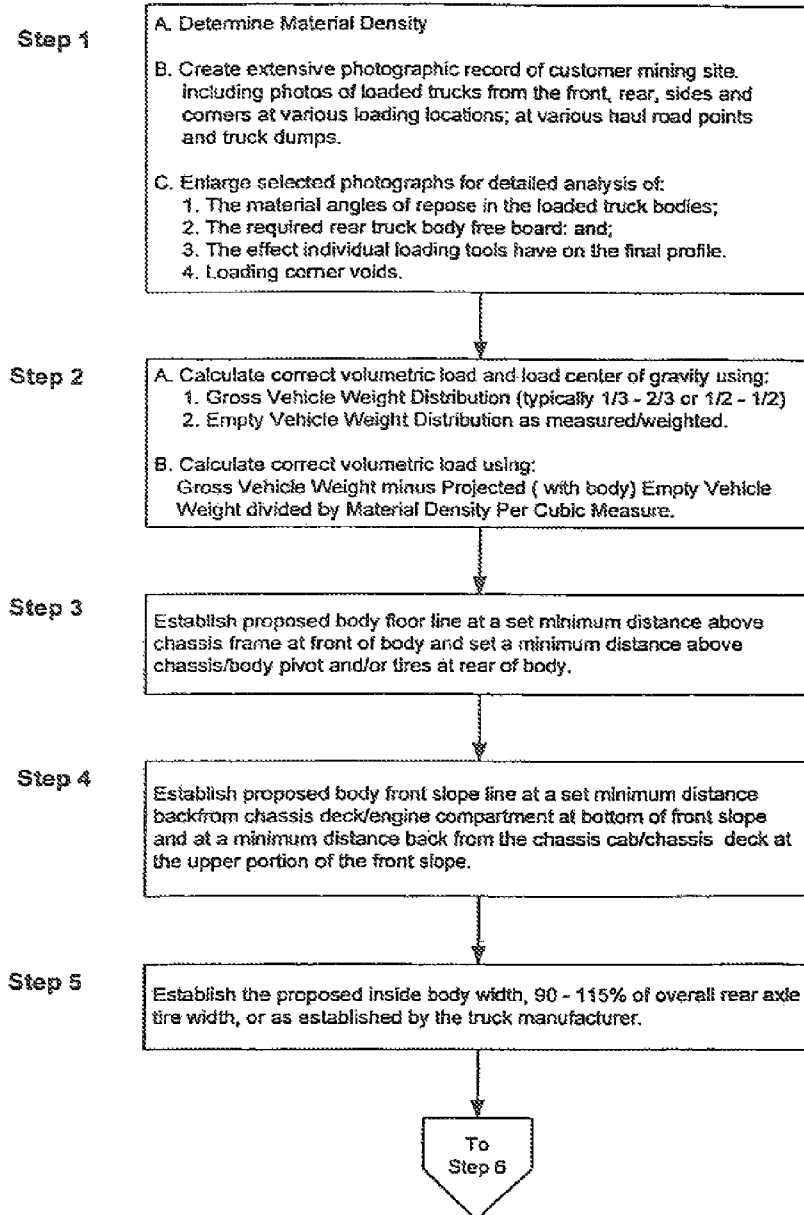 Step 1
A. Determine Material Density
B. Create extensive photographic record of customer mining site.
including photos of loaded trucks from the front, rear, sides and
corners at various loading locations; at various haul road points
and truck dumps.
C. Enlarge selected photographs for detailed analysis of:
1. The material angles of repose in the loaded truck bodies;
2. The required rear truck body free board: and;
3. The effect individual loading tools have on the final profile.
4. Loading corner voids.
Step 2
A. Calculate correct volumetric load and load center of gravity using:
1. Gross Vehicle Weight Distribution (typically 1/3 - 2/3 or 1/2 - 1/2)
2. Empty Vehicle Weight Distribution as measured/weighted.
B. Calculate correct volumetric load using:
Gross Vehicle Weight minus Projected ( with body) Empty Vehicle
Weight divided by Material Density Per Cubic Measure.
Step 3
Establish proposed body floor line at a set minimum distance above
chassis frame at front of body and set a minimum distance above
chassis/body pivot and/or tires at rear of body.
Step 4
Establish proposed body front slope line at a set minimum distance
backfrom chassis deck/engine compartment at bottom of front slope
and at a minimum distance back from the chassis cab/chassis deck at
the upper portion of the front slope.
Step 5
Establish the proposed inside body width, 90 - 115% of overall rear axle
tire width, or as established by the truck manufacturer.
To
Step 6